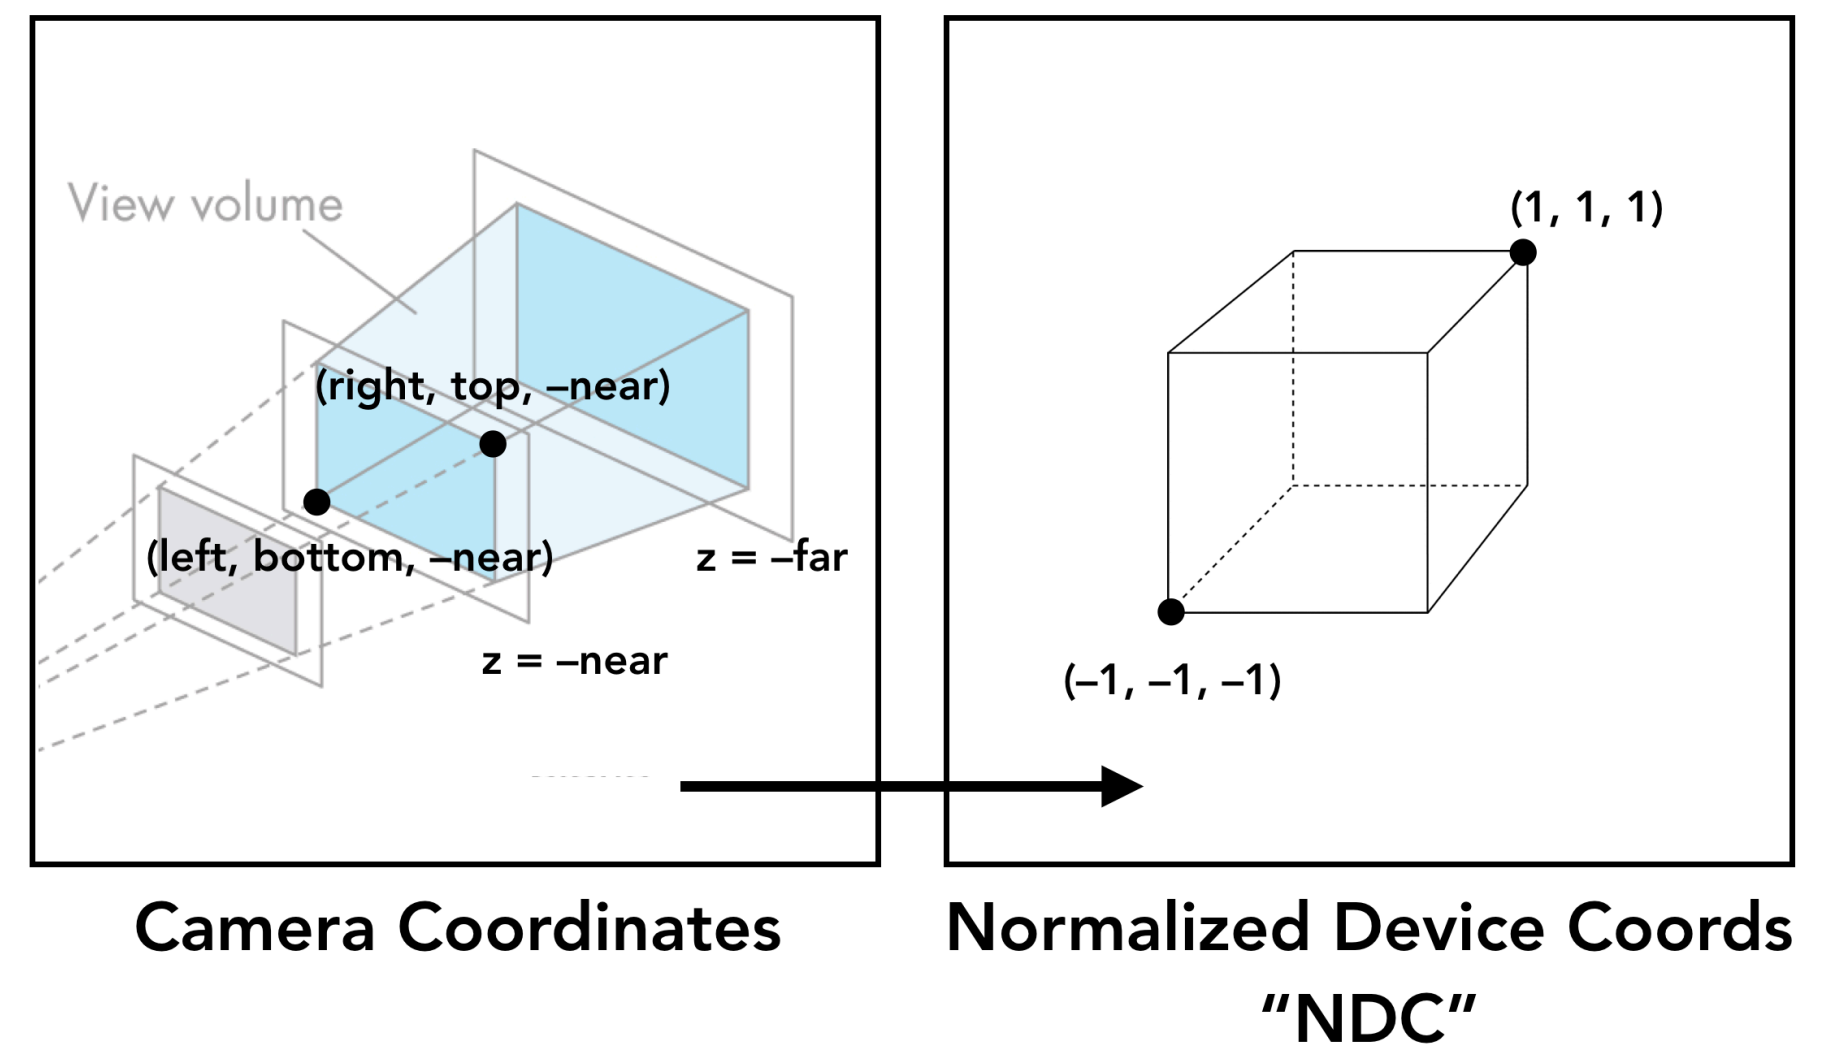 View volume
(right, top, –near)
(left, bottom, –near)
z = –far
z = –near
Camera Coordinates
(1, 1, 1)
(–1, –1, –1)
Normalized Device Coords
“NDC”